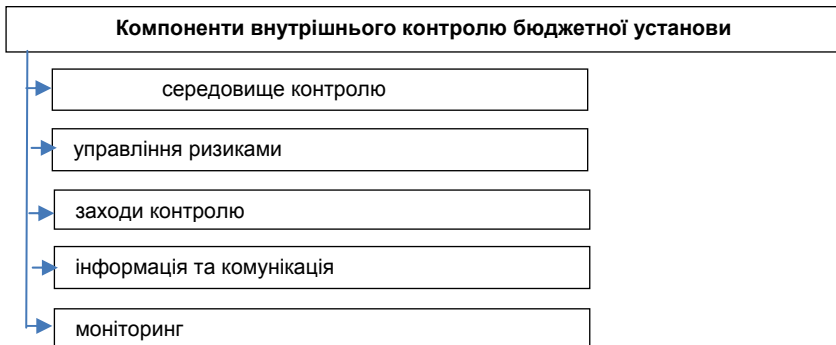 Компоненти внутрішнього контролю бюджетної установи
середовище контролю
управління ризиками
заходи контролю
інформація та комунікація
моніторинг